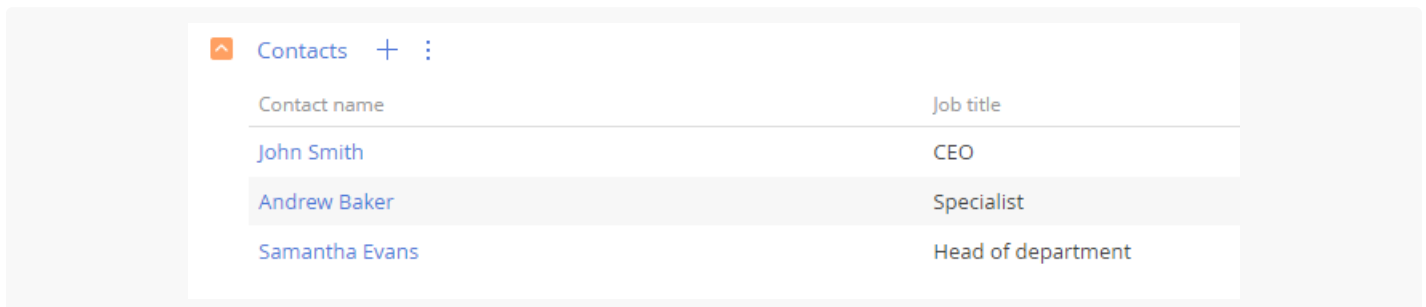 Contacts
Contact name Job title
John Smith CEO
Andrew Baker Specialist
Samantha Evans Head of department